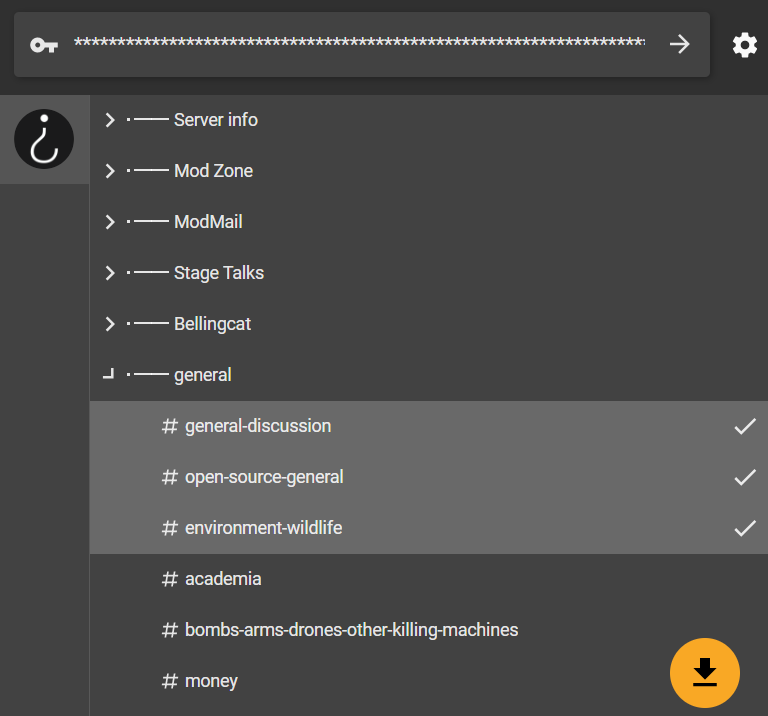 ********************************************************************
Server info
Mod Zone
ModMail
Stage Talks
Bellingcat
general
# general-discussion
# open-source-general
# environment-wildlife
# academia
# bombs-arms-drones-other-killing-machines
# money